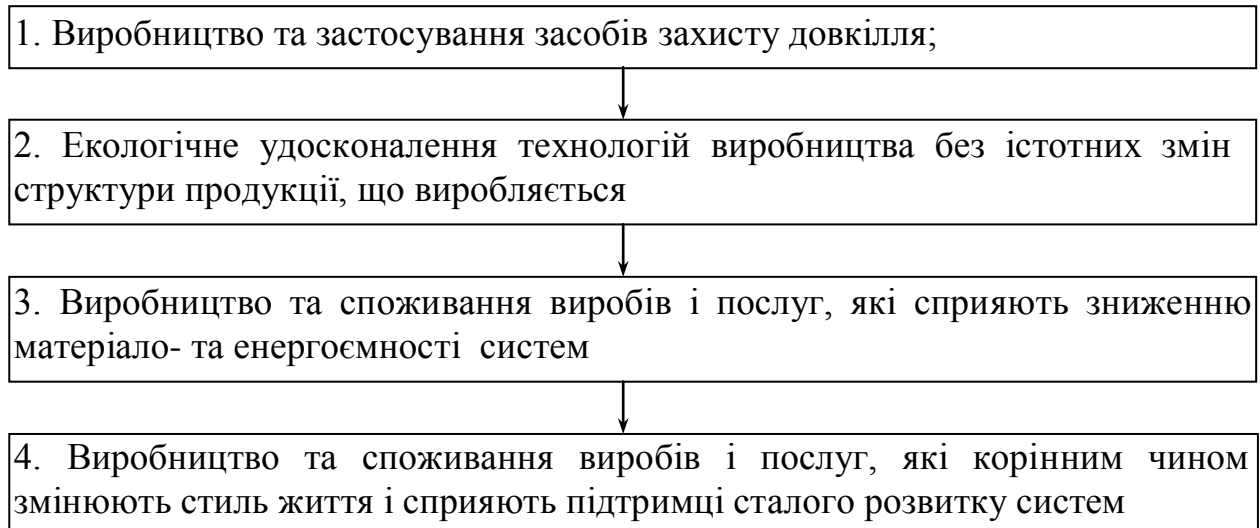 1. Виробництво та застосування засобів захисту довкілля;
2. Екологічне удосконалення технологій виробництва без істотних змін
структури продукції, що виробляється
3. Виробництво та споживання виробів і послуг, які сприяють зниженню
матеріало- та енергоємності систем
4. Виробництво та споживання виробів і послуг, які корінним чином
змінюють стиль життя і сприяють підтримці сталого розвитку систем